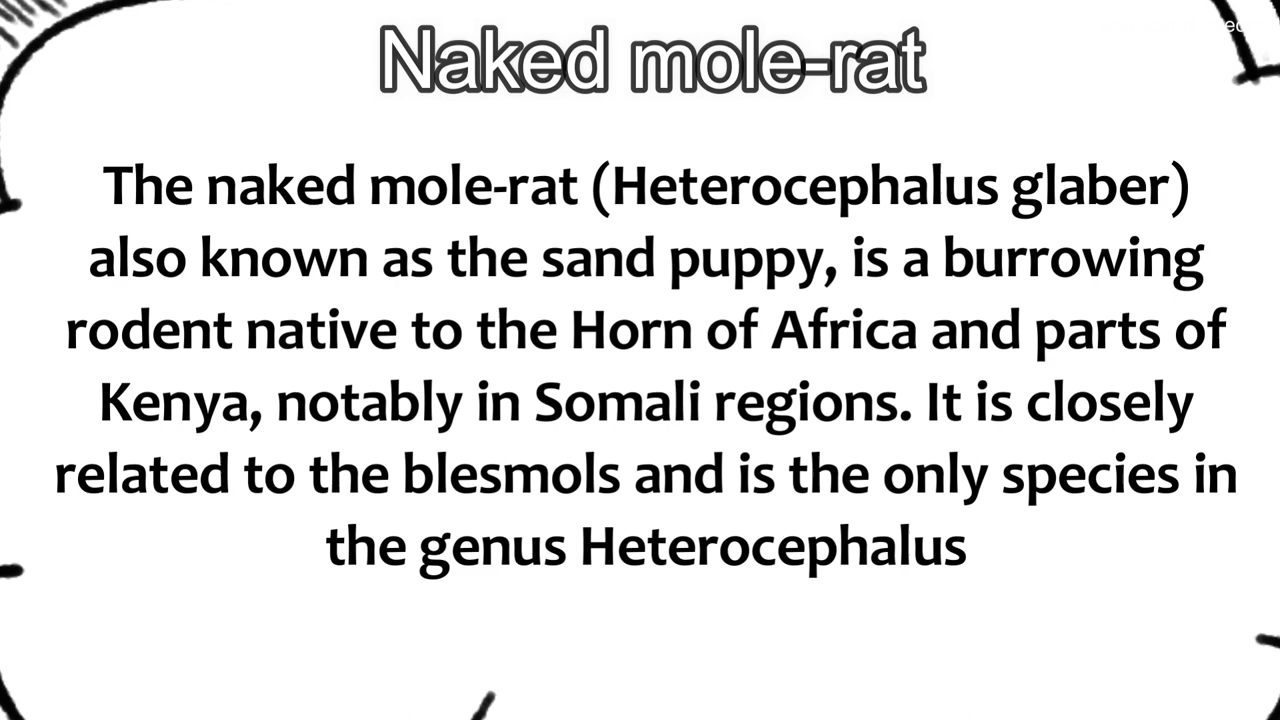 Naked mole-rat
The naked mole-rat (Heterocephalus glaber)
also known as the sand puppy, is a burrowing
rodent native to the Horn of Africa and parts of
Kenya, notably in Somali regions. It is closely
related to the blesmols and is the only species in
the genus Heterocephalus